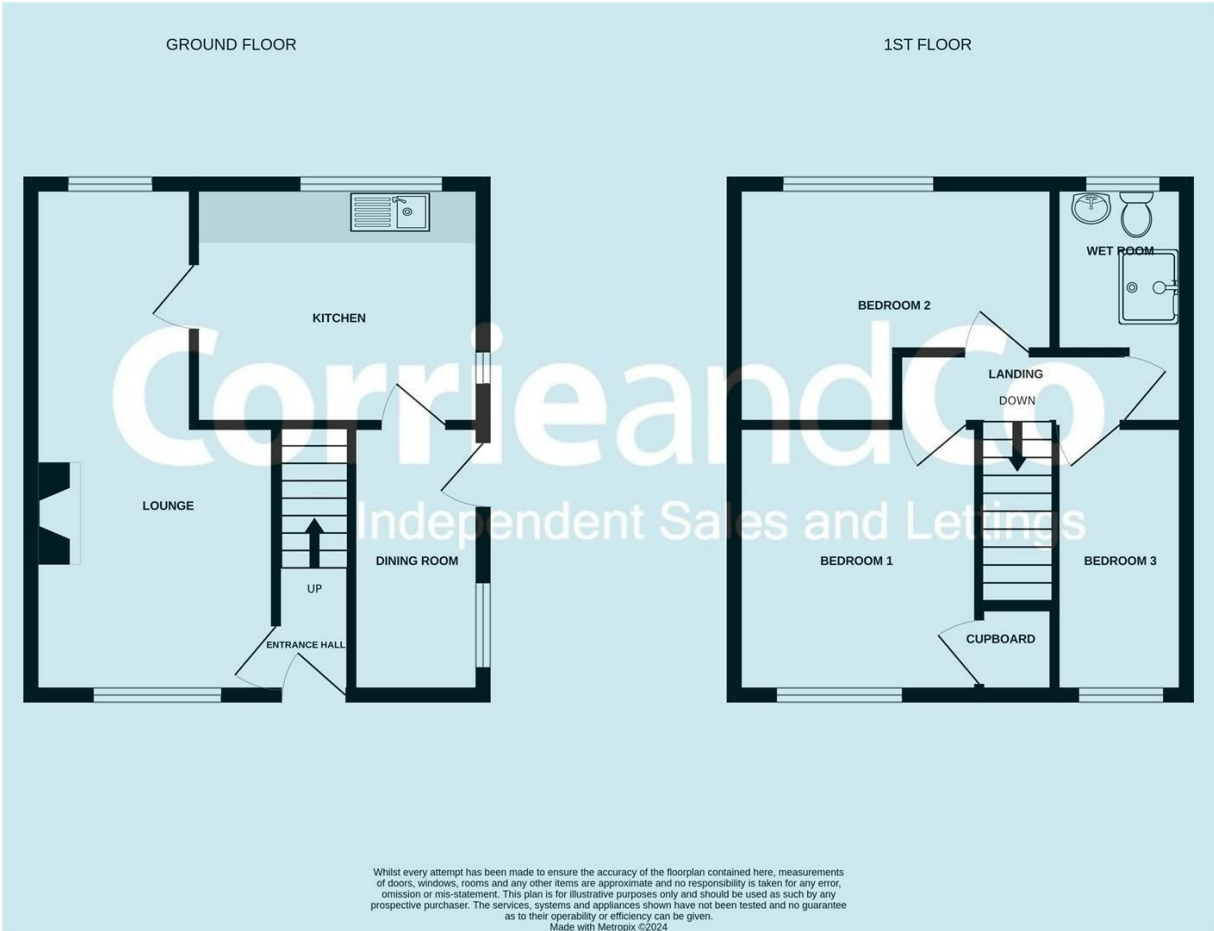 GROUND FLOOR
1ST FLOOR
KITCHEN
LOUNGE
DINING ROOM
UP
ENTRANCE HALL
BEDROOM 2
WET ROOM
LANDING
DOWN
BEDROOM 1
BEDROOM 3
CUPBOARD
CorrieandCo
Independent Sales and Lettings
Whilst every attempt has been made to ensure the accuracy of the floorplan contained here, measurements
of doors, windows, rooms and any other items are approximate and no responsibility is taken for any error,
omission or mis-statement. This plan is for illustrative purposes only and should be used as such by any
prospective purchaser. The services, systems and appliances shown have not been tested and no guarantee
as to their operability or efficiency can be given.
Made with Metropix ©2024